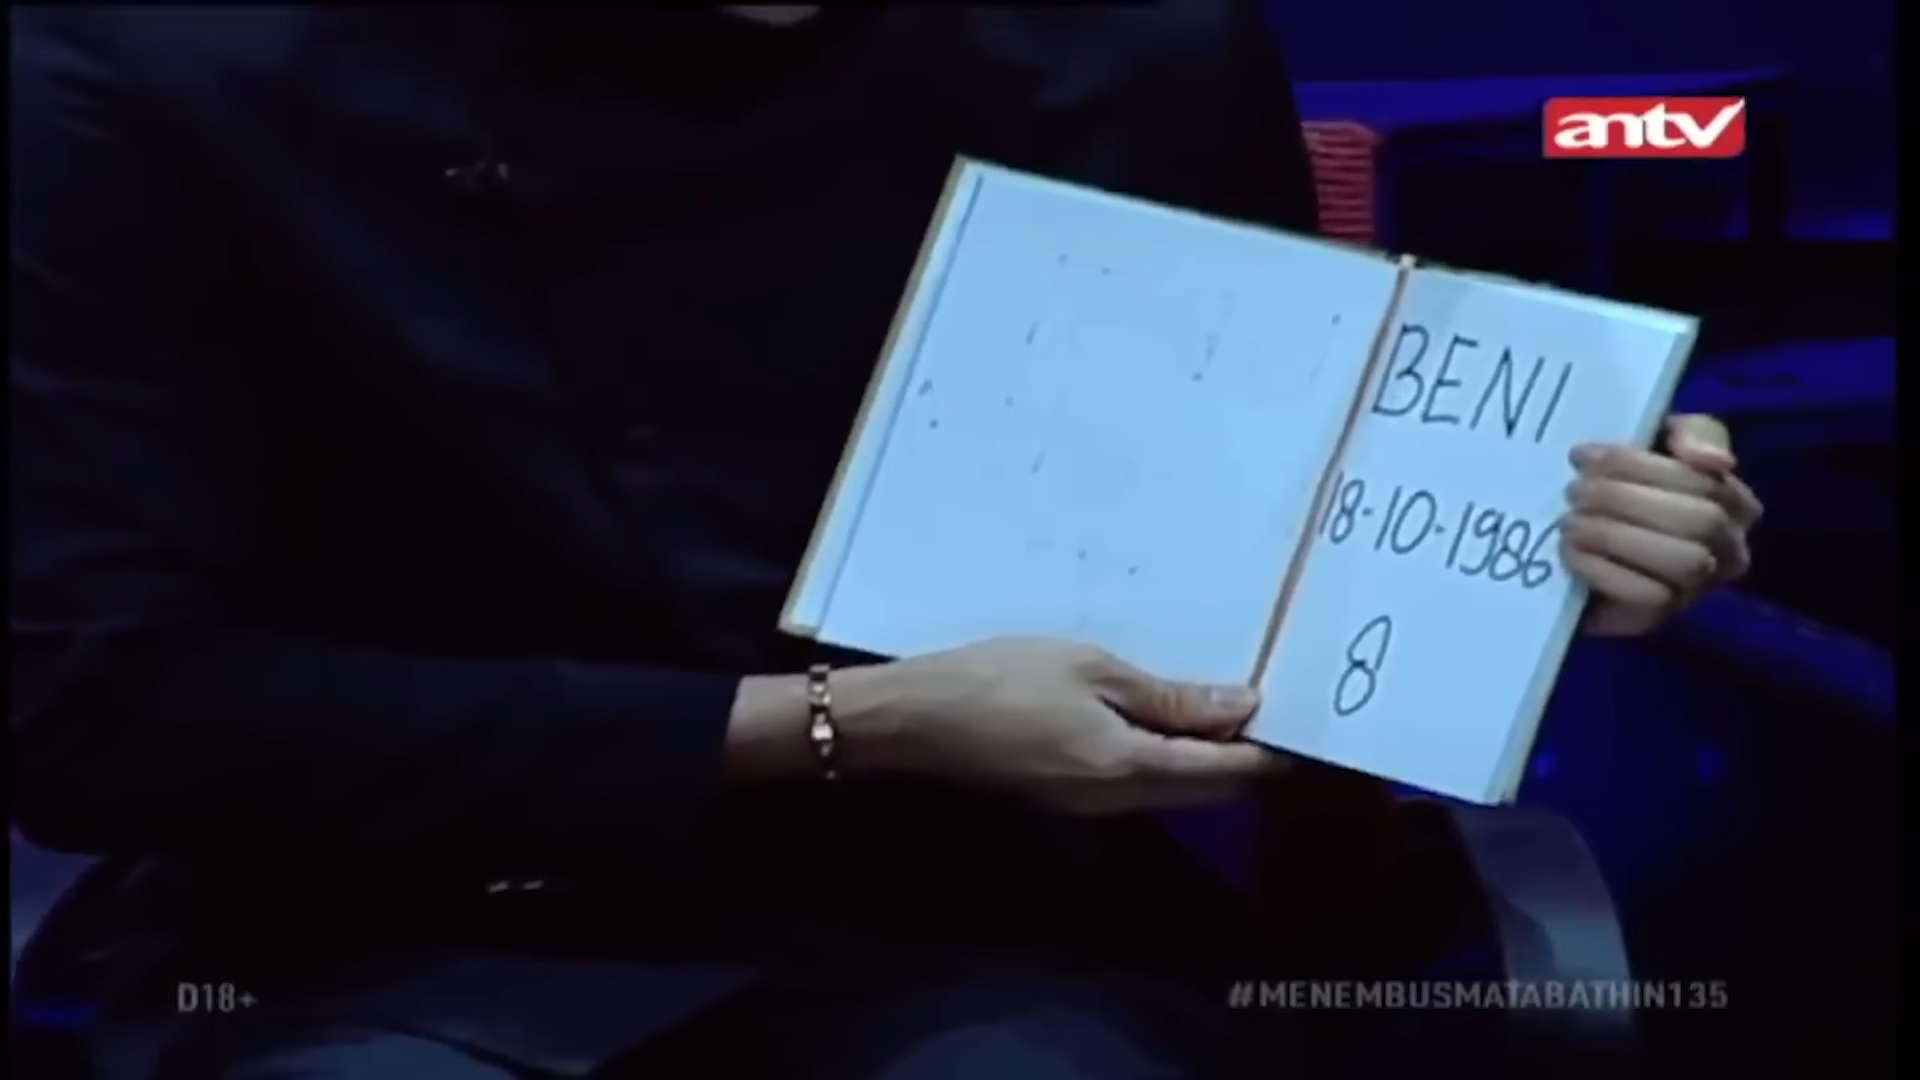 antv
BENI
18-10-1986
8
D18+
#MENEMBUSMATABATHIN135